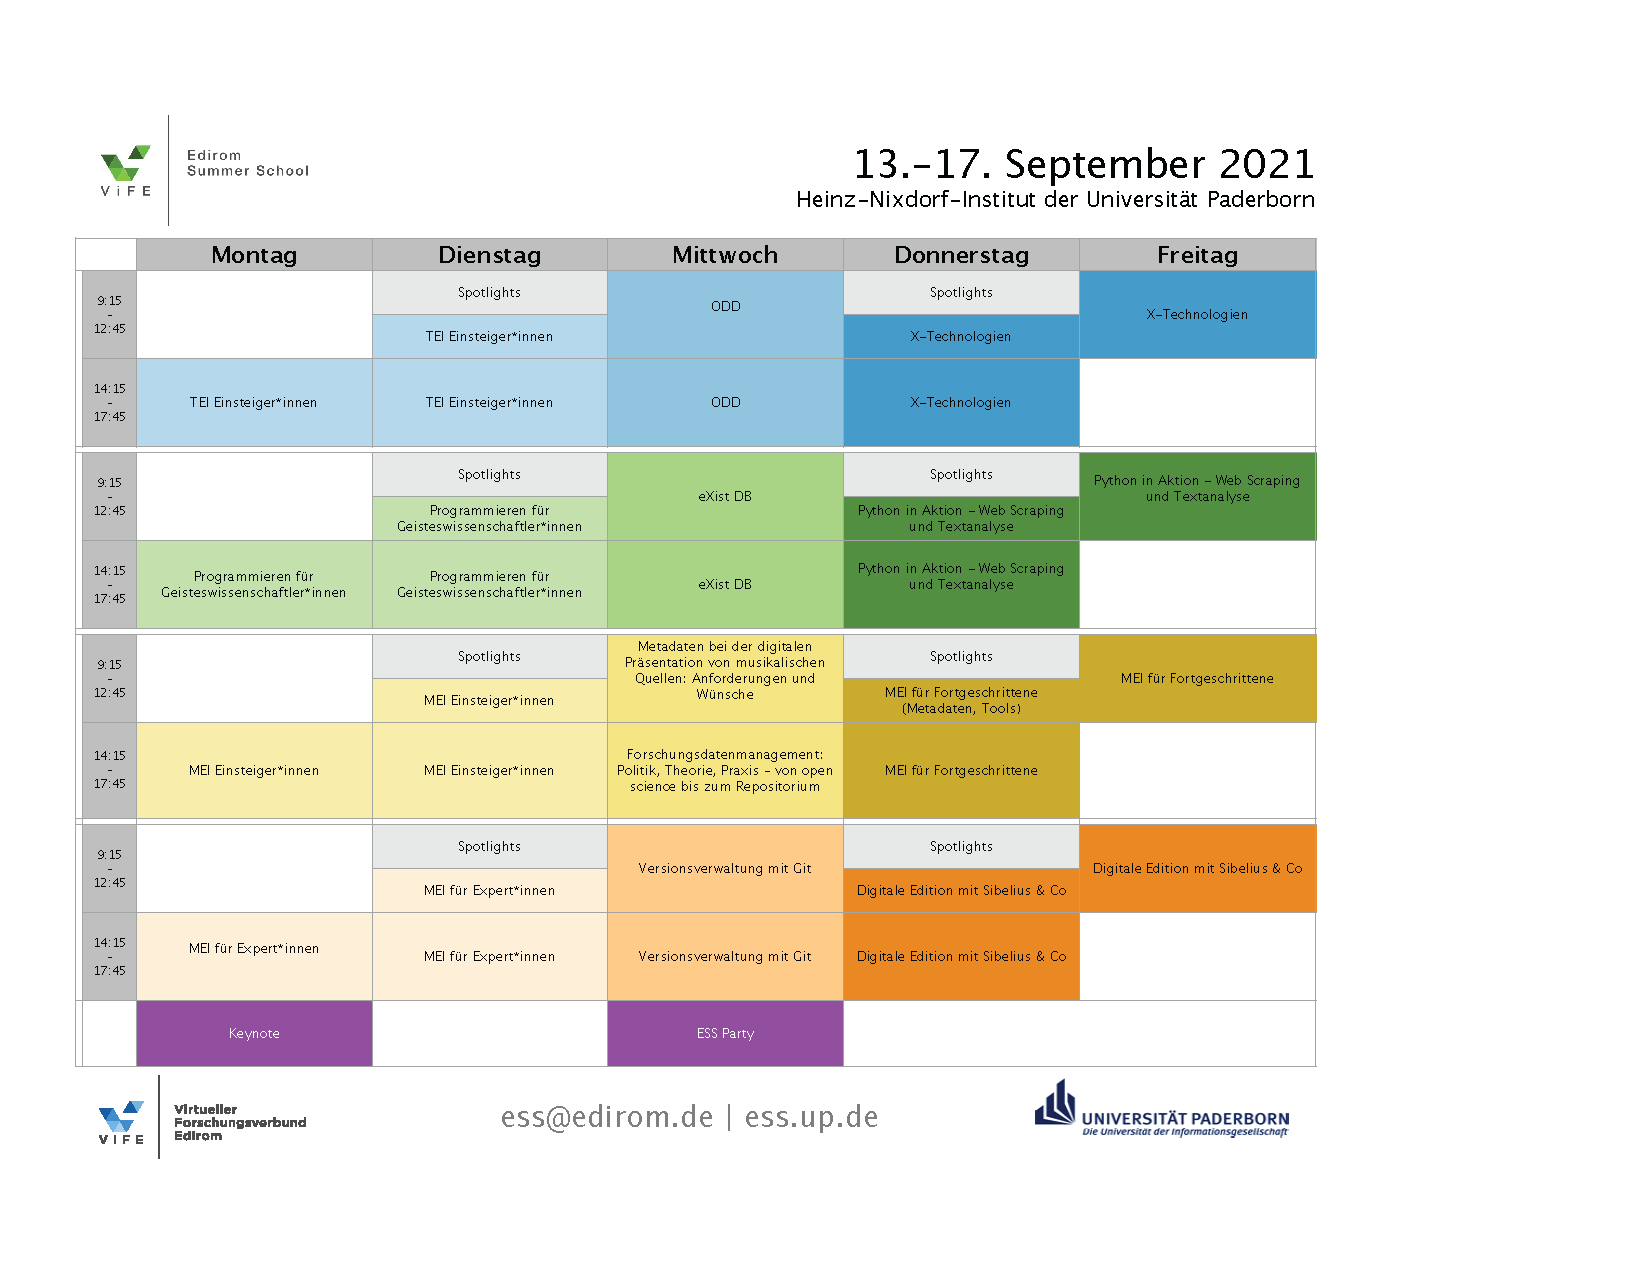 ViFE
Edirom
Summer School
13.–17. September 2021
Heinz-Nixdorf-Institut der Universität Paderborn
Montag Dienstag Mittwoch Donnerstag Freitag
9:15
-
12:45
Spotlights
TEI Einsteiger*innen
ODD
Spotlights
X-Technologien
X-Technologien
14:15
-
17:45
TEI Einsteiger*innen
TEI Einsteiger*innen
ODD
X-Technologien
9:15
-
12:45
Spotlights
Programmieren für
Geisteswissenschaftler*innen
eXist DB
Spotlights
Python in Aktion – Web Scraping
und Textanalyse
Python in Aktion – Web Scraping
und Textanalyse
14:15
-
17:45
Programmieren für
Geisteswissenschaftler*innen
Programmieren für
Geisteswissenschaftler*innen
eXist DB
Python in Aktion – Web Scraping
und Textanalyse
9:15
-
12:45
Spotlights
MEI Einsteiger*innen
Metadaten bei der digitalen
Präsentation von musikalischen
Quellen: Anforderungen und
Wünsche
Spotlights
MEI für Fortgeschrittene
(Metadaten, Tools)
MEI für Fortgeschrittene
14:15
-
17:45
MEI Einsteiger*innen
MEI Einsteiger*innen
Forschungsdatenmanagement:
Politik, Theorie, Praxis – von open
science bis zum Repositorium
MEI für Fortgeschrittene
9:15
-
12:45
Spotlights
MEI für Expert*innen
Versionsverwaltung mit Git
Spotlights
Digitale Edition mit Sibelius & Co
Digitale Edition mit Sibelius & Co
14:15
-
17:45
MEI für Expert*innen
MEI für Expert*innen
Versionsverwaltung mit Git
Digitale Edition mit Sibelius & Co
Keynote
ESS Party
ViFE
Virtueller
Forschungsverbund
Edirom
ess@edirom.de | ess.up.de
UNIVERSITÄT PADERBORN
Die Universität der Informationsgesellschaft